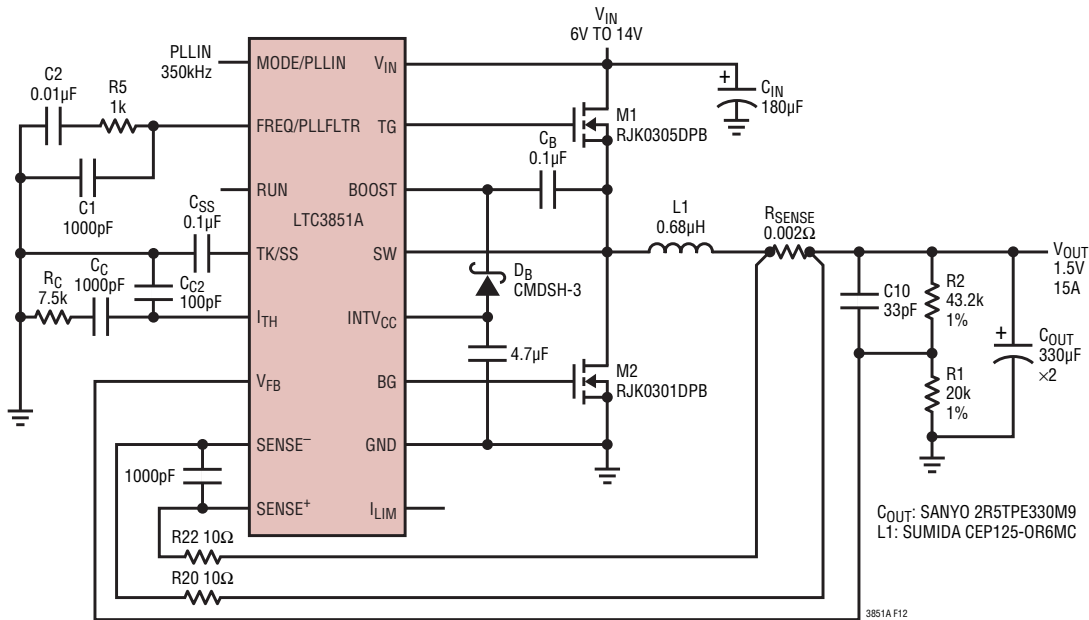 V_IN
6V TO 14V
PLLIN
350kHz
MODE/PLLIN
V_IN
C2
0.01µF
R5
1k
+
C_IN
180µF
M1
RJK0305DPB
FREQ/PLLFLTR
TG
C_B
0.1µF
C1
1000pF
RUN
BOOST
LTC3851A
C_SS
0.1µF
L1
0.68µH
R_SENSE
0.002Ω
TK/SS
SW
V_OUT
1.5V
15A
R_C
7.5k
C_C
1000pF
C_C2
100pF
D_B
CMDSH-3
C10
33pF
R2
43.2k
1%
I_TH
INTV_CC
4.7µF
+
C_OUT
330µF
×2
V_FB
BG
M2
RJK0301DPB
R1
20k
1%
SENSE⁻
GND
1000pF
SENSE⁺
I_LIM
C_OUT: SANYO 2R5TPE330M9
L1: SUMIDA CEP125-OR6MC
R22 10Ω
R20 10Ω
3851A F12